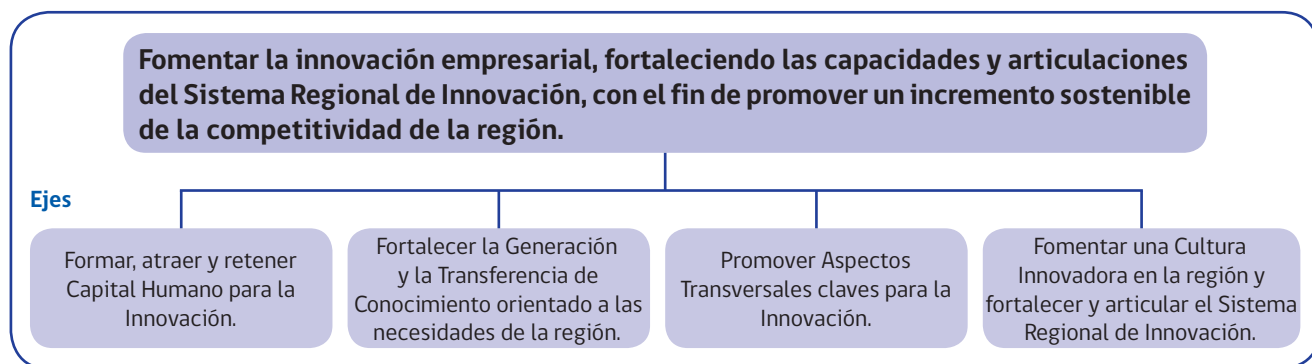 Fomentar la innovación empresarial, fortaleciendo las capacidades y articulaciones
del Sistema Regional de Innovación, con el fin de promover un incremento sostenible
de la competitividad de la región.
Ejes
Formar, atraer y retener
Capital Humano para la
Innovación.
Fortalecer la Generación
y la Transferencia de
Conocimiento orientado a las
necesidades de la región.
Promover Aspectos
Transversales claves para la
Innovación.
Fomentar una Cultura
Innovadora en la región y
fortalecer y articular el Sistema
Regional de Innovación.